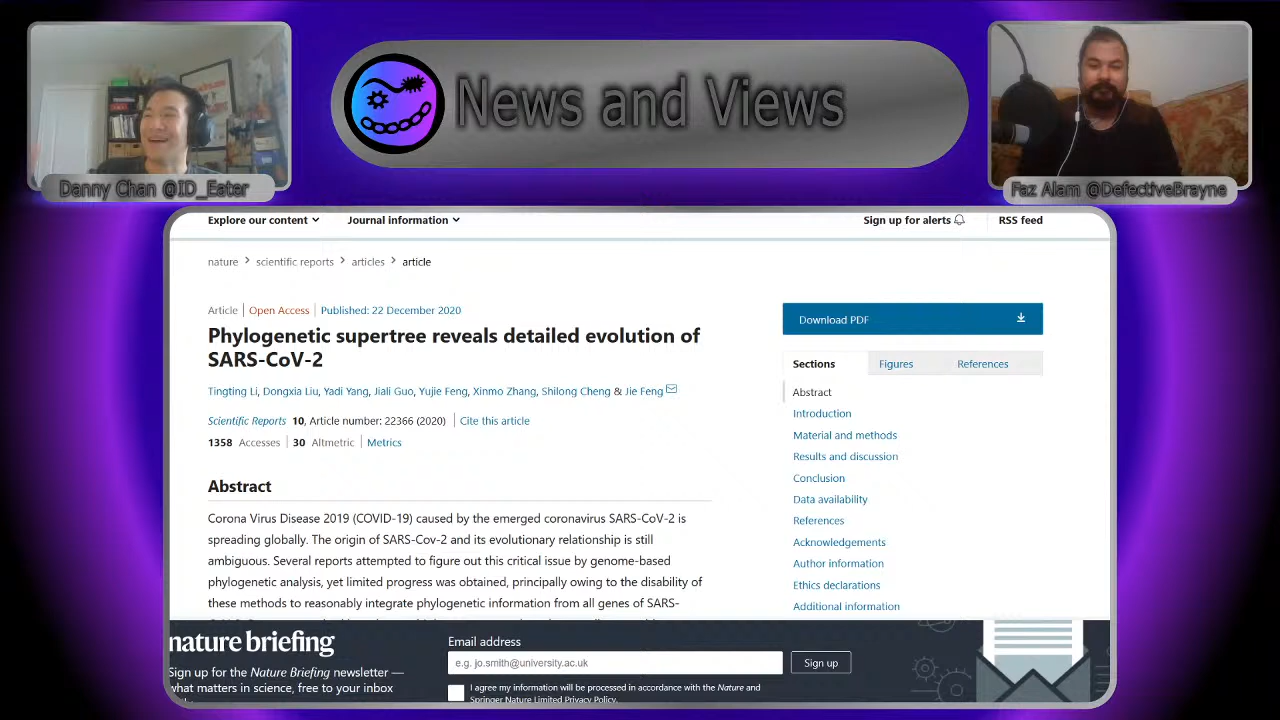 News and Views
Danny Chan @ID_Eater
Faz Alam @DefectiveBrayne
Explore our content
Journal information
Sign up for alerts
RSS feed
nature > scientific reports > articles > article
Article | Open Access | Published: 22 December 2020
Phylogenetic supertree reveals detailed evolution of
SARS-CoV-2
Tingting Li, Dongxia Liu, Yadi Yang, Jiali Guo, Yujie Feng, Xinmo Zhang, Shilong Cheng & Jie Feng
Scientific Reports 10, Article number: 22366 (2020) | Cite this article
1358 Accesses | 30 Altmetric | Metrics
Abstract
Corona Virus Disease 2019 (COVID-19) caused by the emerged coronavirus SARS-CoV-2 is
spreading globally. The origin of SARS-Cov-2 and its evolutionary relationship is still
ambiguous. Several reports attempted to figure out this critical issue by genome-based
phylogenetic analysis, yet limited progress was obtained, principally owing to the disability of
these methods to reasonably integrate phylogenetic information from all genes of SARS-
Download PDF
Sections
Figures
References
Abstract
Introduction
Material and methods
Results and discussion
Conclusion
Data availability
References
Acknowledgements
Author information
Ethics declarations
Additional information
nature briefing
Sign up for the Nature Briefing newsletter —
what matters in science, free to your inbox
Email address
e.g. jo.smith@university.ac.uk
Sign up
I agree my information will be processed in accordance with the Nature and
Springer Nature Limited Privacy Policy.